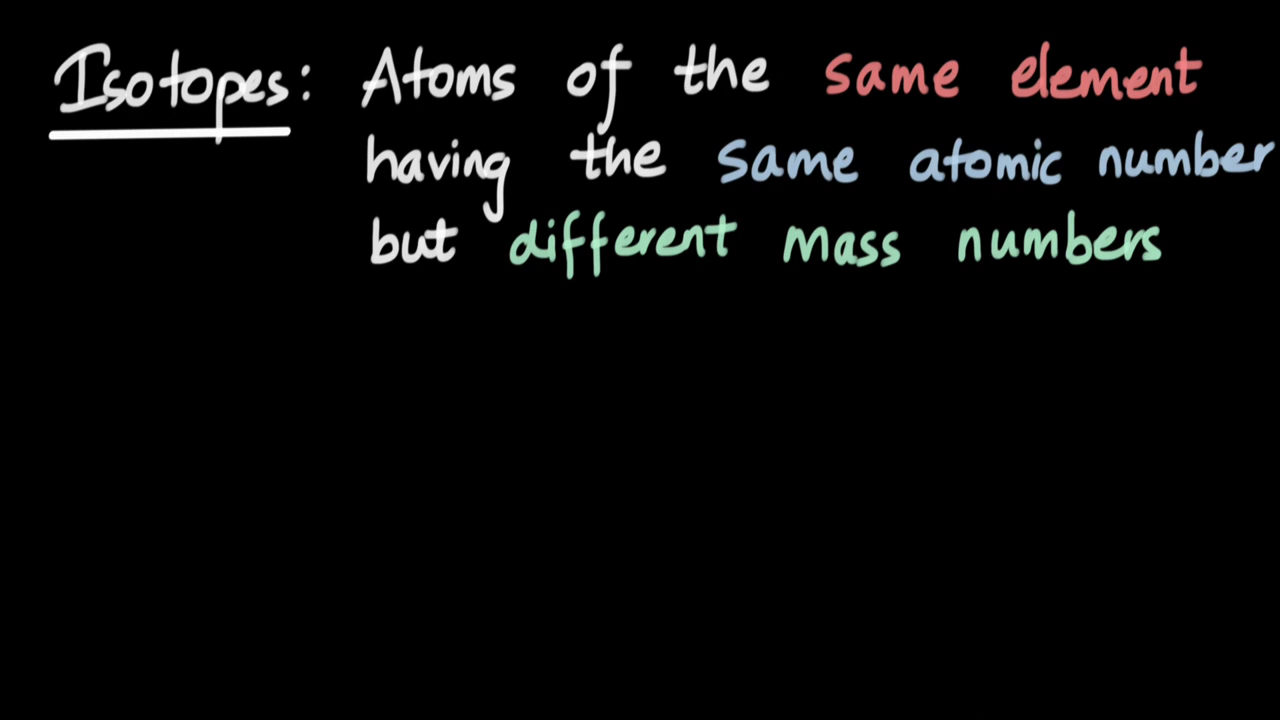 Isotopes: Atoms of the same element
having the same atomic number
but different mass numbers